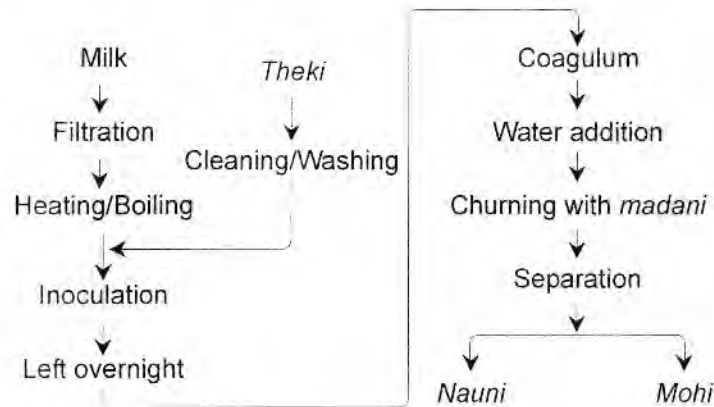 Milk
Filtration
Heating/Boiling
Theki
Cleaning/Washing
Inoculation
Left overnight
Coagulum
Water addition
Churning with madani
Separation
Nauni
Mohi